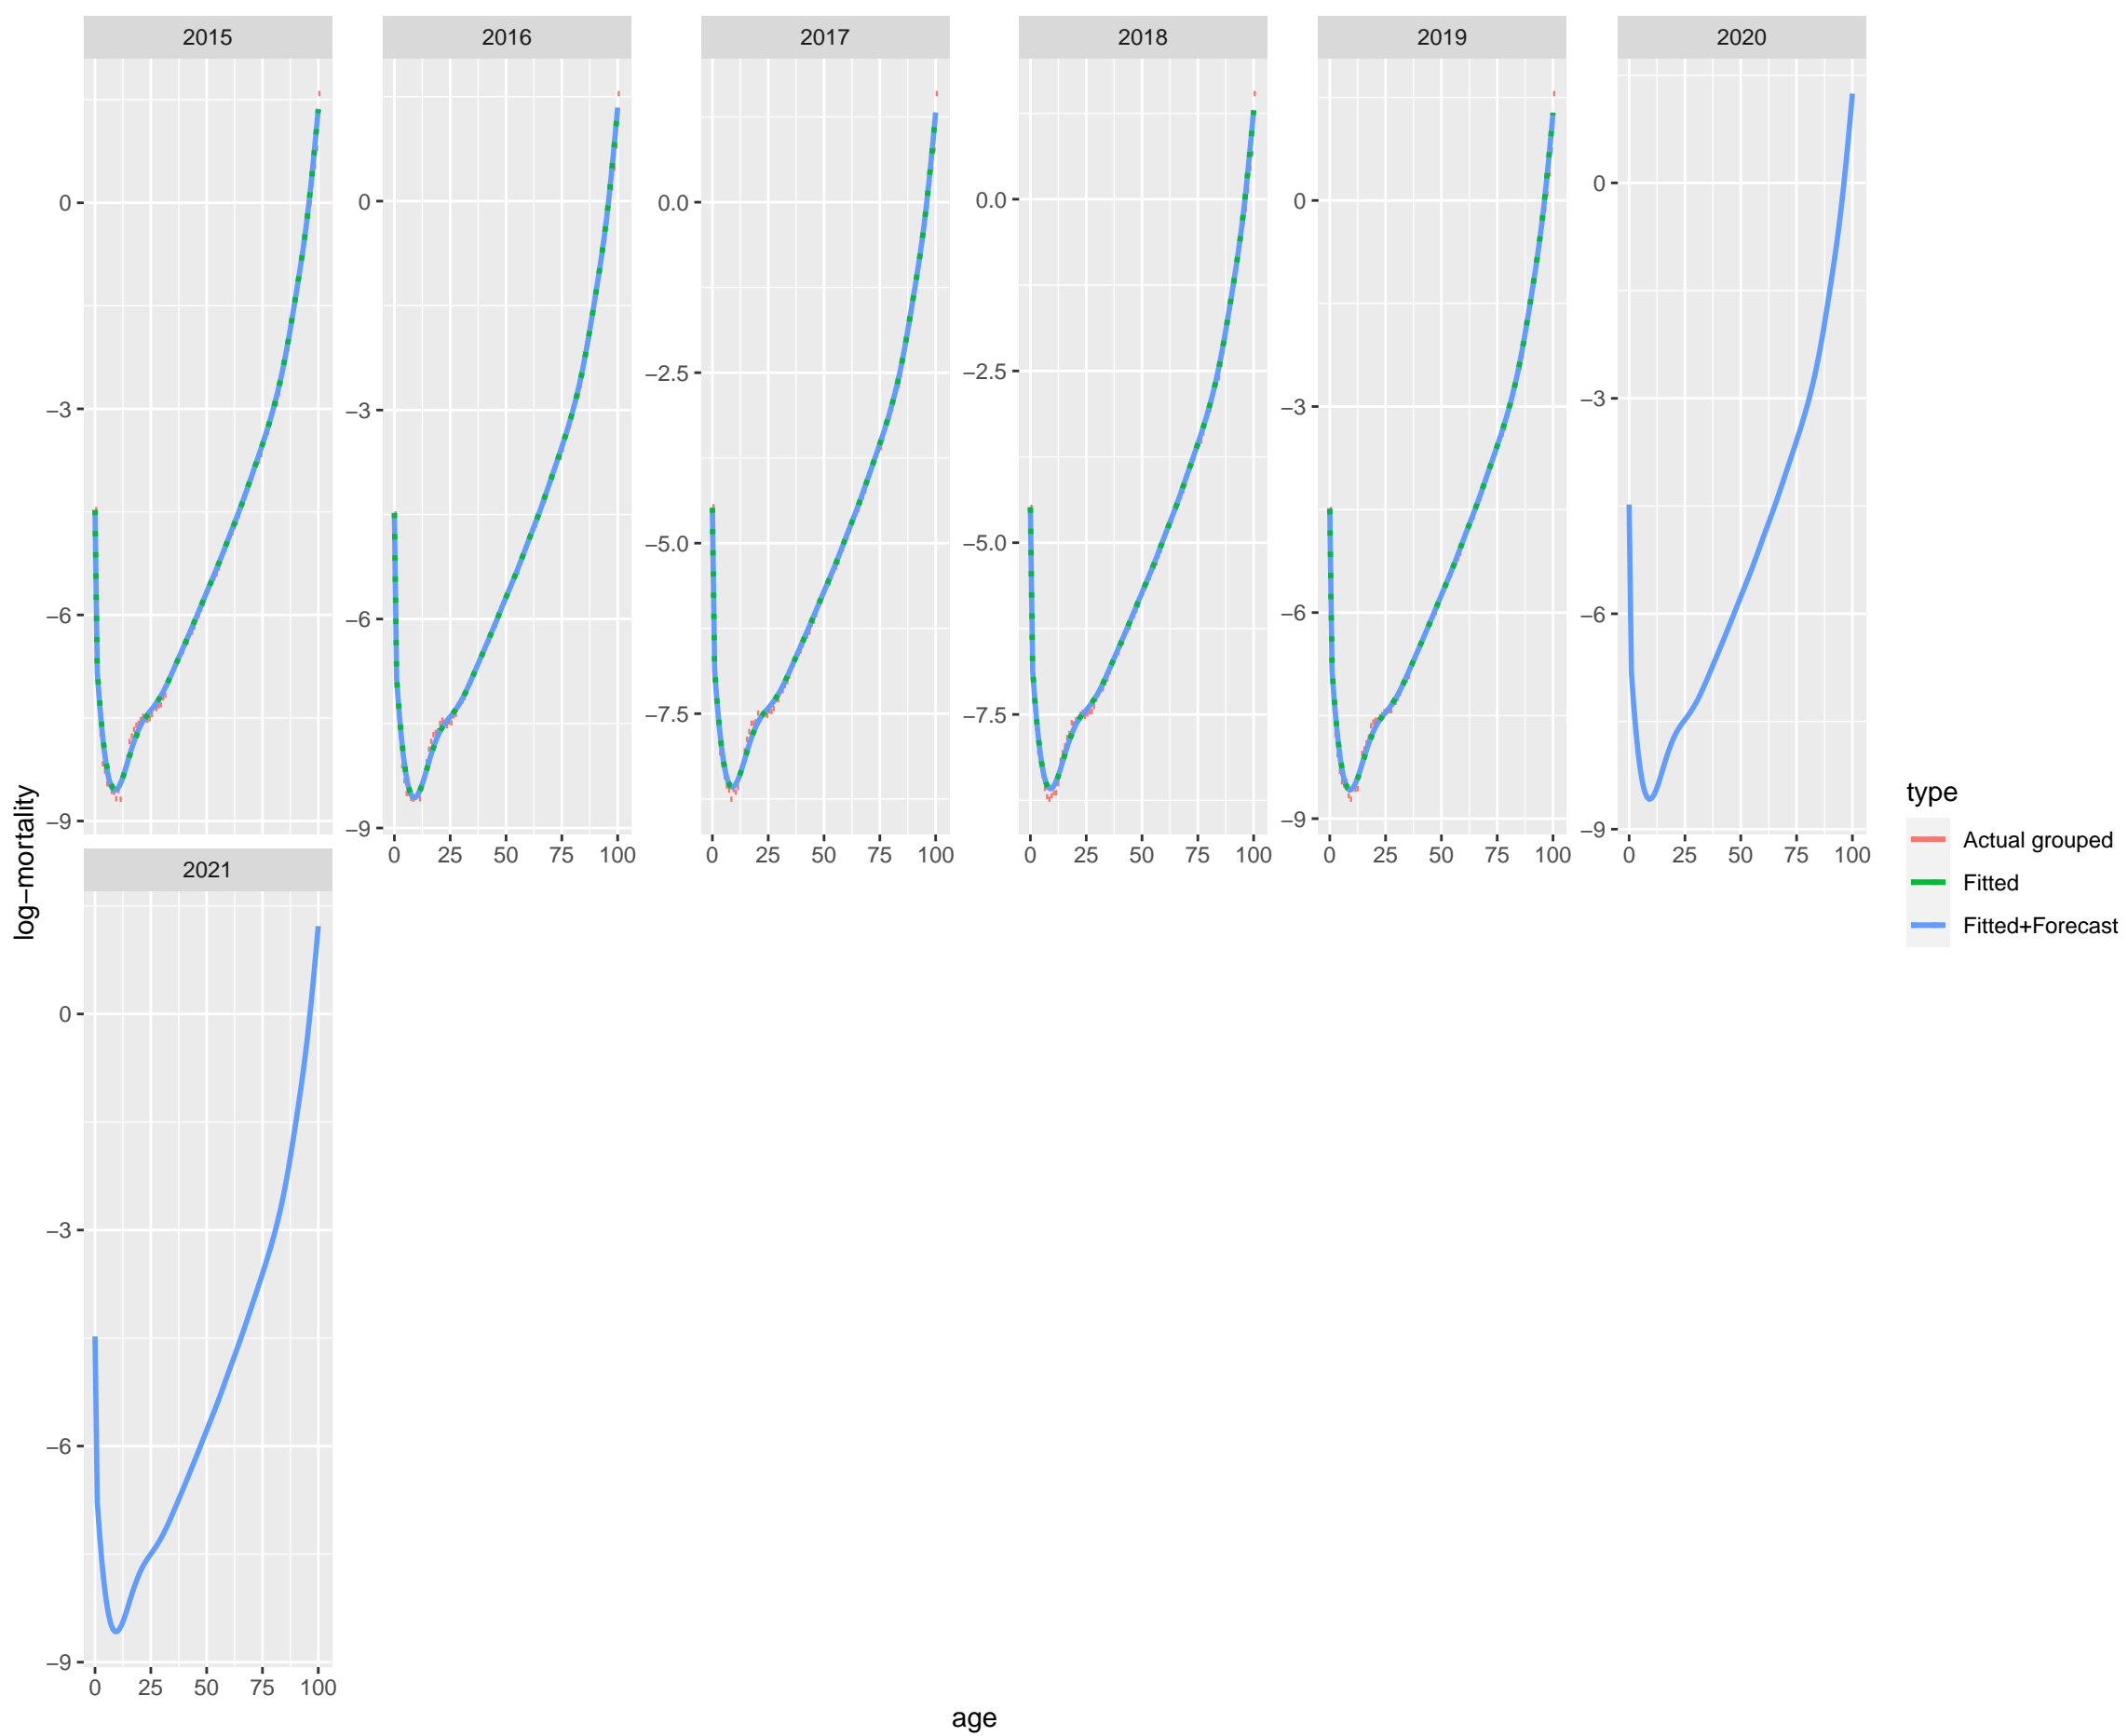 2015 2016 2017 2018 2019 2020
0 0 0.0 0.0 0 0
−3 −3 −2.5 −2.5 −3 −3
−6 −6 −5.0 −5.0 −6 −6
−9 −9 −7.5 −7.5 −9 −9
0 25 50 75 100 0 25 50 75 100 0 25 50 75 100 0 25 50 75 100 0 25 50 75 100
2021
0
−3
−6
−9
0 25 50 75 100
log−mortality
age
type
Actual grouped
Fitted
Fitted+Forecast